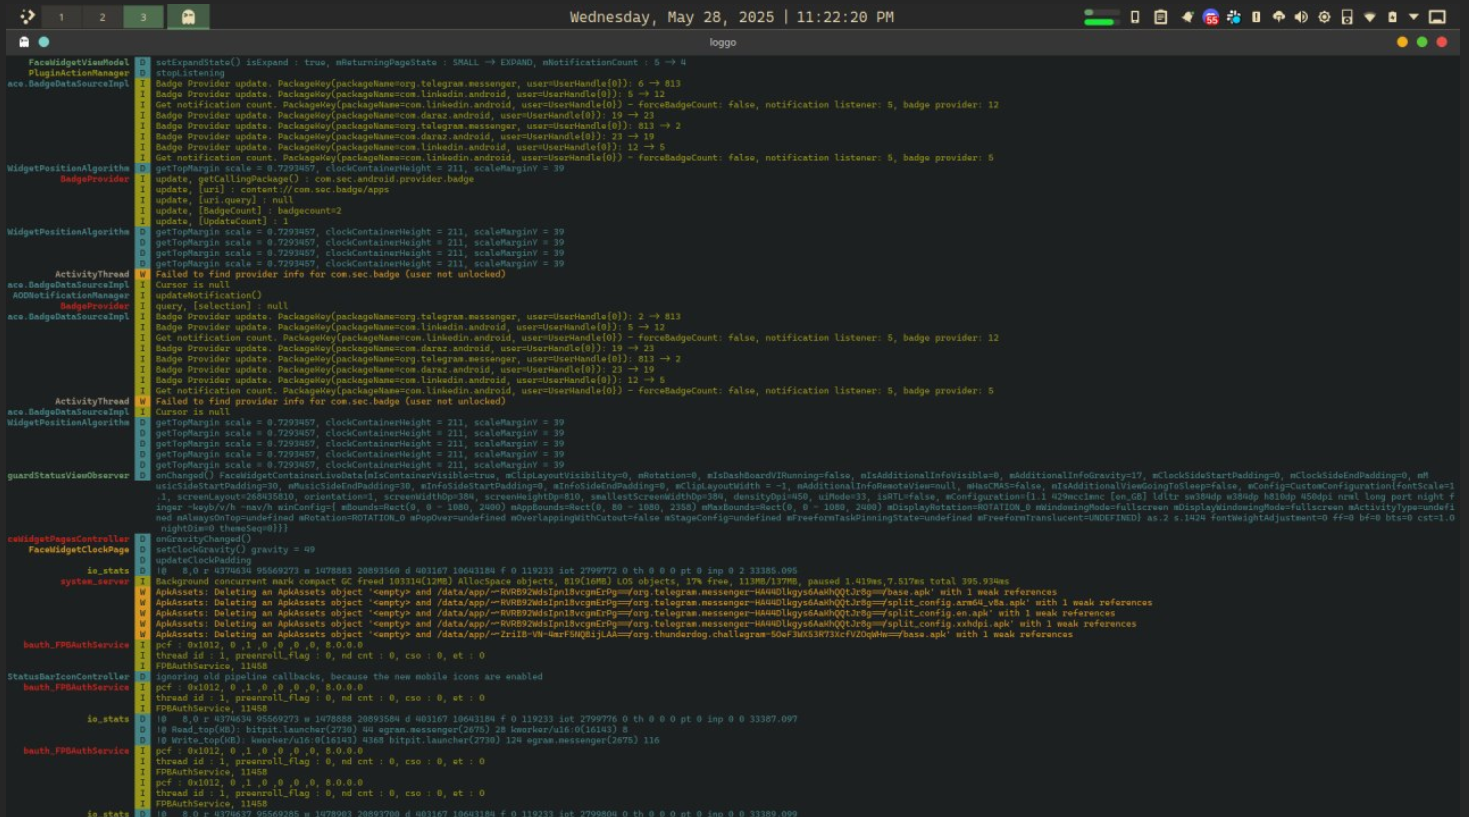 1 2 3 Wednesday, May 28, 2025 | 11:22:20 PM 55
loggo
FaceWidgetViewModel D setExpandState() isExpand : true, mReturningPageState : SMALL → EXPAND, mNotificationCount : 5 → 4
PluginActionManager D stopListening
ace.BadgeDataSourceImpl I Badge Provider update. PackageKey(packageName=org.telegram.messenger, user=UserHandle{0}): 6 → 813
I Badge Provider update. PackageKey(packageName=com.linkedin.android, user=UserHandle{0}): 5 → 12
I Get notification count. PackageKey(packageName=com.linkedin.android, user=UserHandle{0}) - forceBadgeCount: false, notification listener: 5, badge provider: 12
I Badge Provider update. PackageKey(packageName=com.daraz.android, user=UserHandle{0}): 19 → 23
I Badge Provider update. PackageKey(packageName=org.telegram.messenger, user=UserHandle{0}): 813 → 2
I Badge Provider update. PackageKey(packageName=com.daraz.android, user=UserHandle{0}): 23 → 19
I Badge Provider update. PackageKey(packageName=com.linkedin.android, user=UserHandle{0}): 12 → 5
I Get notification count. PackageKey(packageName=com.linkedin.android, user=UserHandle{0}) - forceBadgeCount: false, notification listener: 5, badge provider: 5
WidgetPositionAlgorithm D getTopMargin scale = 0.7293457, clockContainerHeight = 211, scaleMarginY = 39
BadgeProvider I update, getCallingPackage() : com.sec.android.provider.badge
I update, [uri] : content://com.sec.badge/apps
I update, [uri.query] : null
I update, [BadgeCount] : badgecount=2
I update, [UpdateCount] : 1
WidgetPositionAlgorithm D getTopMargin scale = 0.7293457, clockContainerHeight = 211, scaleMarginY = 39
D getTopMargin scale = 0.7293457, clockContainerHeight = 211, scaleMarginY = 39
D getTopMargin scale = 0.7293457, clockContainerHeight = 211, scaleMarginY = 39
D getTopMargin scale = 0.7293457, clockContainerHeight = 211, scaleMarginY = 39
ActivityThread W Failed to find provider info for com.sec.badge (user not unlocked)
ace.BadgeDataSourceImpl I Cursor is null
AODNotificationManager I updateNotification()
BadgeProvider I query, [selection] : null
ace.BadgeDataSourceImpl I Badge Provider update. PackageKey(packageName=org.telegram.messenger, user=UserHandle{0}): 2 → 813
I Badge Provider update. PackageKey(packageName=com.linkedin.android, user=UserHandle{0}): 5 → 12
I Get notification count. PackageKey(packageName=com.linkedin.android, user=UserHandle{0}) - forceBadgeCount: false, notification listener: 5, badge provider: 12
I Badge Provider update. PackageKey(packageName=com.daraz.android, user=UserHandle{0}): 19 → 23
I Badge Provider update. PackageKey(packageName=org.telegram.messenger, user=UserHandle{0}): 813 → 2
I Badge Provider update. PackageKey(packageName=com.daraz.android, user=UserHandle{0}): 23 → 19
I Badge Provider update. PackageKey(packageName=com.linkedin.android, user=UserHandle{0}): 12 → 5
I Get notification count. PackageKey(packageName=com.linkedin.android, user=UserHandle{0}) - forceBadgeCount: false, notification listener: 5, badge provider: 5
ActivityThread W Failed to find provider info for com.sec.badge (user not unlocked)
ace.BadgeDataSourceImpl I Cursor is null
WidgetPositionAlgorithm D getTopMargin scale = 0.7293457, clockContainerHeight = 211, scaleMarginY = 39
D getTopMargin scale = 0.7293457, clockContainerHeight = 211, scaleMarginY = 39
D getTopMargin scale = 0.7293457, clockContainerHeight = 211, scaleMarginY = 39
D getTopMargin scale = 0.7293457, clockContainerHeight = 211, scaleMarginY = 39
D getTopMargin scale = 0.7293457, clockContainerHeight = 211, scaleMarginY = 39
guardStatusViewObserver D onChanged() FaceWidgetContainerLiveData{mIsContainerVisible=true, mClipLayoutVisibility=0, mRotation=0, mIsDashBoardVIRunning=false, mIsAdditionalInfoVisible=0, mAdditionalInfoGravity=17, mClockSideStartPadding=0, mClockSideEndPadding=0, mM
usicSideStartPadding=30, mMusicSideEndPadding=30, mInfoSideStartPadding=0, mInfoSideEndPadding=0, mClipLayoutWidth = -1, mAdditionalInfoRemoteView=null, mHasCMAS=false, mIsAdditionalViewGoingToSleep=false, mConfig=CustomConfiguration{fontScale=1
.1, screenLayout=268435810, orientation=1, screenWidthDp=384, screenHeightDp=810, smallestScreenWidthDp=384, densityDpi=450, uiMode=33, isRTL=false, mConfiguration={1.1 429mcc1mnc [en_GB] ldltr sw384dp w384dp h810dp 450dpi nrml long port night f
inger -keyb/v/h -nav/h winConfig={ mBounds=Rect(0, 0 - 1080, 2400) mAppBounds=Rect(0, 80 - 1080, 2358) mMaxBounds=Rect(0, 0 - 1080, 2400) mDisplayRotation=ROTATION_0 mWindowingMode=fullscreen mDisplayWindowingMode=fullscreen mActivityType=undefi
ned mAlwaysOnTop=undefined mRotation=ROTATION_0 mPopOver=undefined mOverlappingWithCutout=false mStageConfig=undefined mFreeformTaskPinningState=undefined mFreeformTranslucent=UNDEFINED} as.2 s.1424 fontWeightAdjustment=0 ff=0 bf=0 bts=0 cst=1.0
nightDim=0 themeSeq=0}}}
ceWidgetPagesController D onGravityChanged()
FaceWidgetClockPage D setClockGravity() gravity = 49
D updateClockPadding
io_stats D !@ 8,0 r 4374634 95569273 w 1478883 20893560 d 403167 10643184 f 0 119233 iot 2799772 0 th 0 0 0 pt 0 inp 0 2 33385.095
system_server I Background concurrent mark compact GC freed 103314(12MB) AllocSpace objects, 819(16MB) LOS objects, 17% free, 113MB/137MB, paused 1.419ms,7.517ms total 395.934ms
W ApkAssets: Deleting an ApkAssets object '<empty> and /data/app/~~RVRB92WdsIpn18vcgmErPg==/org.telegram.messenger-HA44Dlkgys6AaKhQQtJr8g==/base.apk' with 1 weak references
W ApkAssets: Deleting an ApkAssets object '<empty> and /data/app/~~RVRB92WdsIpn18vcgmErPg==/org.telegram.messenger-HA44Dlkgys6AaKhQQtJr8g==/split_config.arm64_v8a.apk' with 1 weak references
W ApkAssets: Deleting an ApkAssets object '<empty> and /data/app/~~RVRB92WdsIpn18vcgmErPg==/org.telegram.messenger-HA44Dlkgys6AaKhQQtJr8g==/split_config.en.apk' with 1 weak references
W ApkAssets: Deleting an ApkAssets object '<empty> and /data/app/~~RVRB92WdsIpn18vcgmErPg==/org.telegram.messenger-HA44Dlkgys6AaKhQQtJr8g==/split_config.xxhdpi.apk' with 1 weak references
W ApkAssets: Deleting an ApkAssets object '<empty> and /data/app/~~ZriIB-VN-4mrF5NQBijLAA==/org.thunderdog.challegram-5OeF3WX53R73XcfVZOqWHw==/base.apk' with 1 weak references
bauth_FPBAuthService I pcf : 0x1012, 0 ,1 ,0 ,0 ,0 ,0, 8.0.0.0
I thread id : 1, preenroll_flag : 0, nd cnt : 0, cso : 0, et : 0
I FPBAuthService, 11458
StatusBarIconController D ignoring old pipeline callbacks, because the new mobile icons are enabled
bauth_FPBAuthService I pcf : 0x1012, 0 ,1 ,0 ,0 ,0 ,0, 8.0.0.0
I thread id : 1, preenroll_flag : 0, nd cnt : 0, cso : 0, et : 0
I FPBAuthService, 11458
io_stats D !@ 8,0 r 4374634 95569273 w 1478888 20893584 d 403167 10643184 f 0 119233 iot 2799776 0 th 0 0 0 pt 0 inp 0 0 33387.097
D !@ Read_top(KB): bitpit.launcher(2730) 44 egram.messenger(2675) 28 kworker/u16:0(16143) 8
D !@ Write_top(KB): kworker/u16:0(16143) 4368 bitpit.launcher(2730) 124 egram.messenger(2675) 116
bauth_FPBAuthService I pcf : 0x1012, 0 ,1 ,0 ,0 ,0 ,0, 8.0.0.0
I thread id : 1, preenroll_flag : 0, nd cnt : 0, cso : 0, et : 0
I FPBAuthService, 11458
I pcf : 0x1012, 0 ,1 ,0 ,0 ,0 ,0, 8.0.0.0
I thread id : 1, preenroll_flag : 0, nd cnt : 0, cso : 0, et : 0
I FPBAuthService, 11458
io_stats D !@ 8,0 r 4374637 95569285 w 1478903 20893700 d 403167 10643184 f 0 119233 iot 2799804 0 th 0 0 0 pt 0 inp 0 0 33389.099